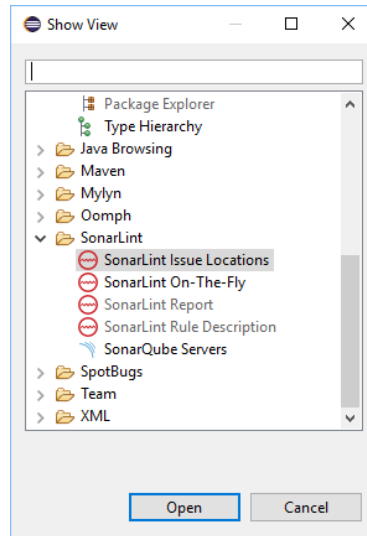 Show View
Package Explorer
Type Hierarchy
Java Browsing
Maven
Mylyn
Oomph
SonarLint
SonarLint Issue Locations
SonarLint On-The-Fly
SonarLint Report
SonarLint Rule Description
SonarQube Servers
SpotBugs
Team
XML
Open Cancel